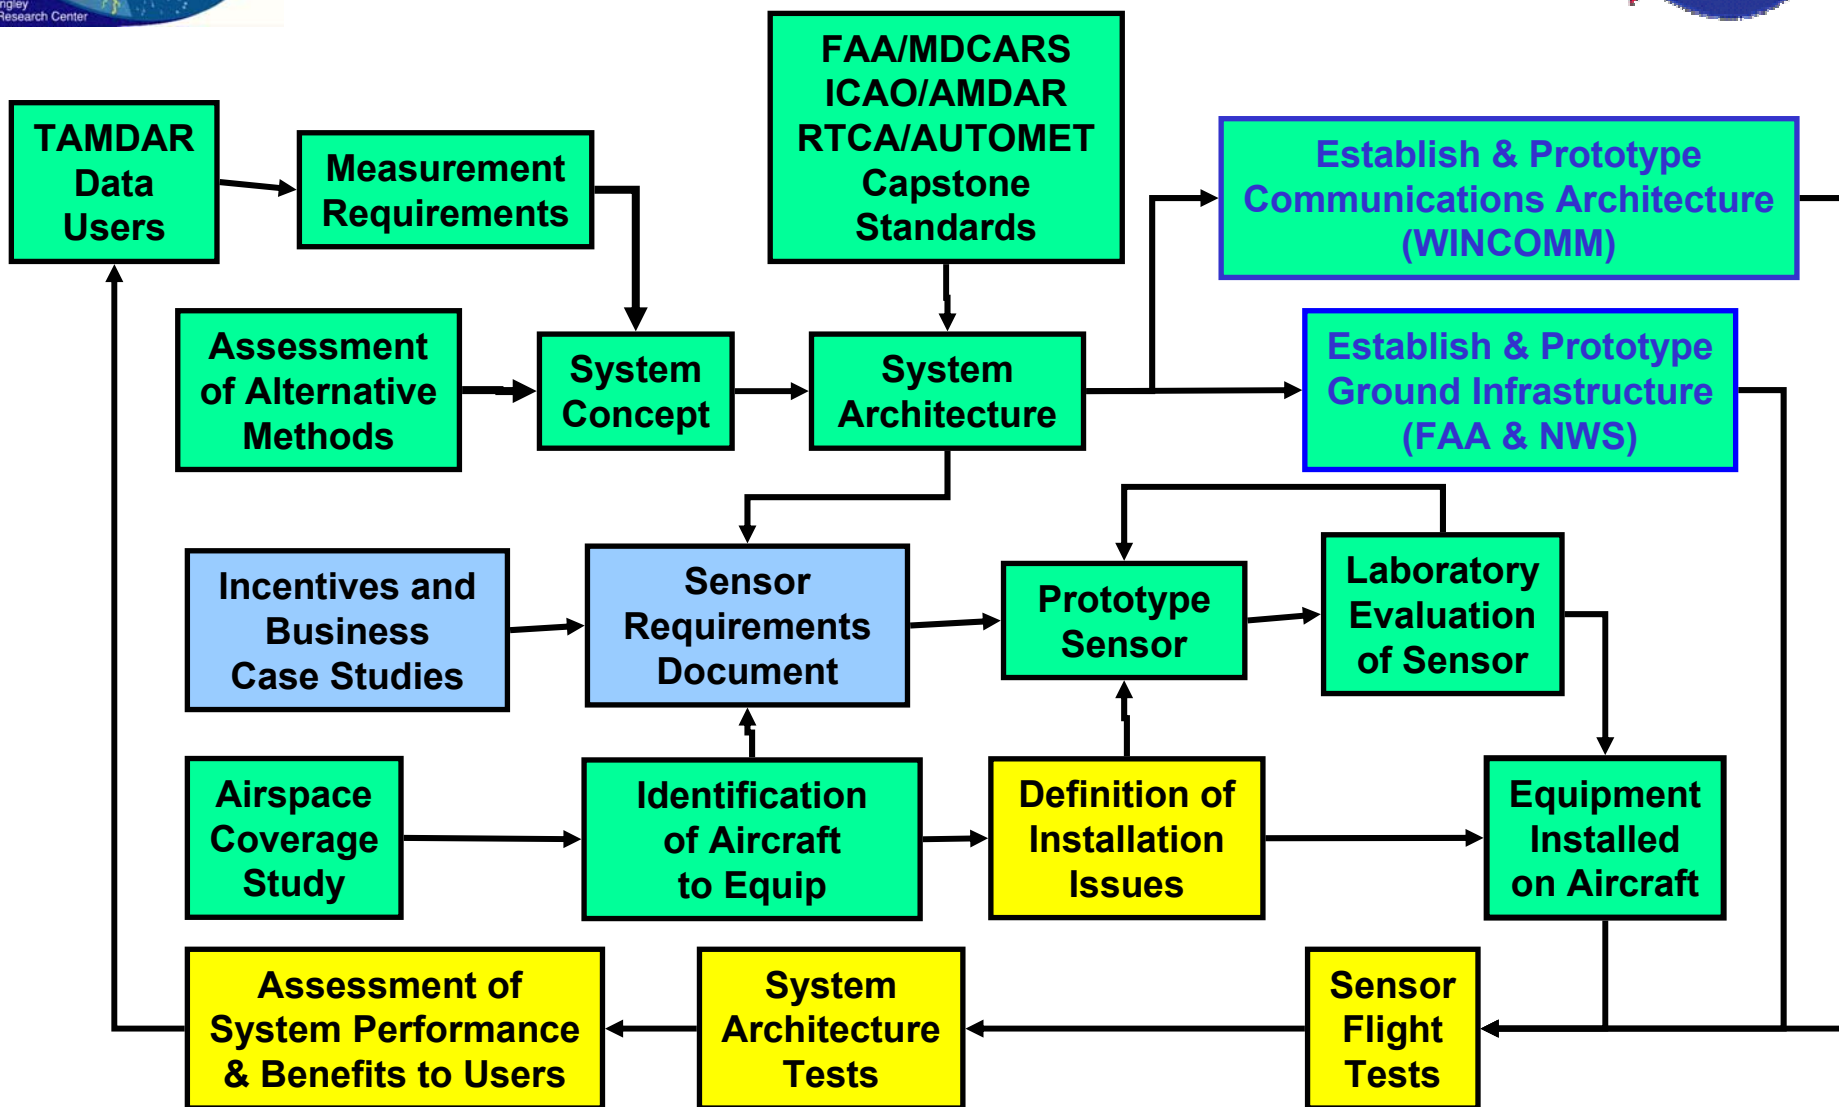 Langley
Research Center
FAA/MDCARS
ICAO/AMDAR
RTCA/AUTOMET
Capstone
Standards
TAMDAR
Data
Users
Measurement
Requirements
Establish & Prototype
Communications Architecture
(WINCOMM)
Assessment
of Alternative
Methods
System
Concept
System
Architecture
Establish & Prototype
Ground Infrastructure
(FAA & NWS)
Incentives and
Business
Case Studies
Sensor
Requirements
Document
Prototype
Sensor
Laboratory
Evaluation
of Sensor
Airspace
Coverage
Study
Identification
of Aircraft
to Equip
Definition of
Installation
Issues
Equipment
Installed
on Aircraft
Assessment of
System Performance
& Benefits to Users
System
Architecture
Tests
Sensor
Flight
Tests